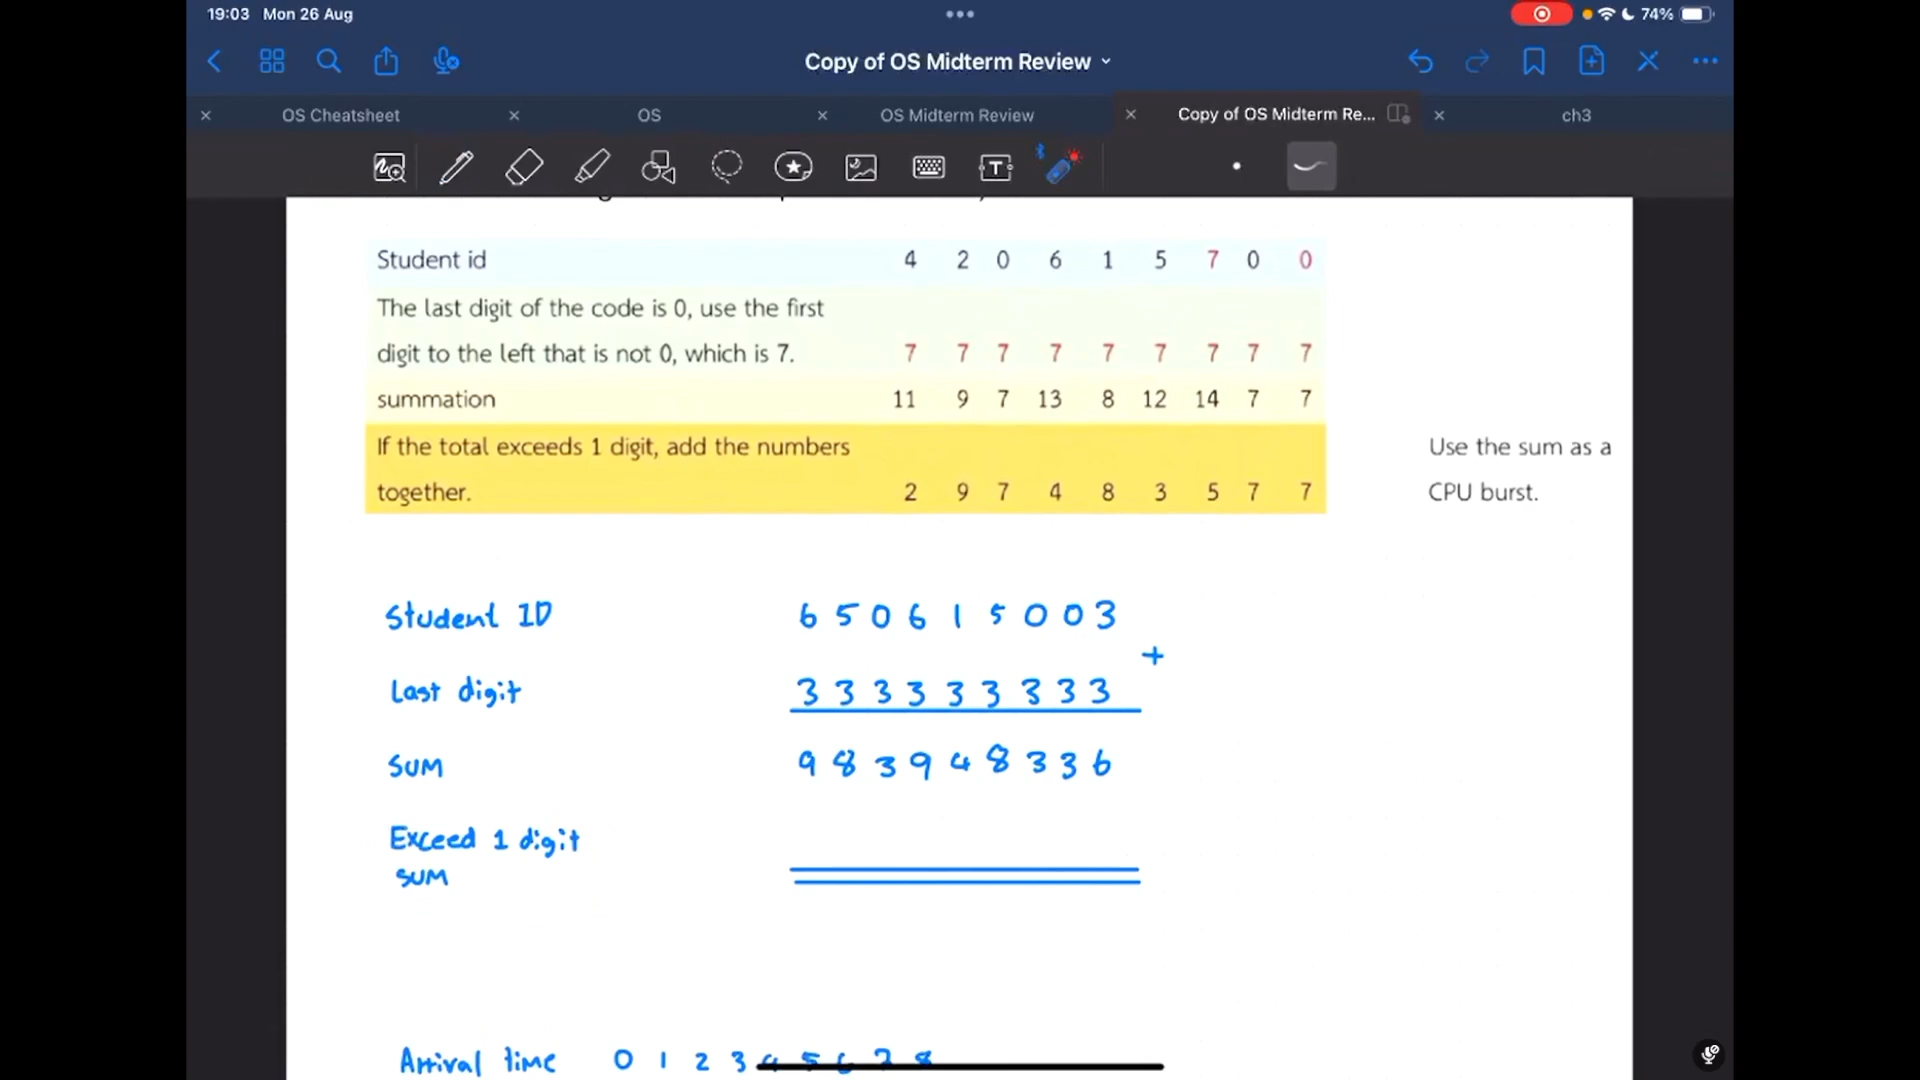 19:03 Mon 26 Aug
74%
Copy of OS Midterm Review
OS Cheatsheet
OS
OS Midterm Review
Copy of OS Midterm Re...
ch3
Student id 4 2 0 6 1 5 7 0 0
The last digit of the code is 0, use the first
digit to the left that is not 0, which is 7. 7 7 7 7 7 7 7 7 7
summation 11 9 7 13 8 12 14 7 7
If the total exceeds 1 digit, add the numbers
together. 2 9 7 4 8 3 5 7 7
Use the sum as a
CPU burst.
Student ID 6 5 0 6 1 5 0 0 3
+
Last digit 3 3 3 3 3 3 3 3 3
SUM 9 8 3 9 4 8 3 3 6
Exceed 1 digit
SUM
Arrival time 0 1 2 3 4 5 6 7 8